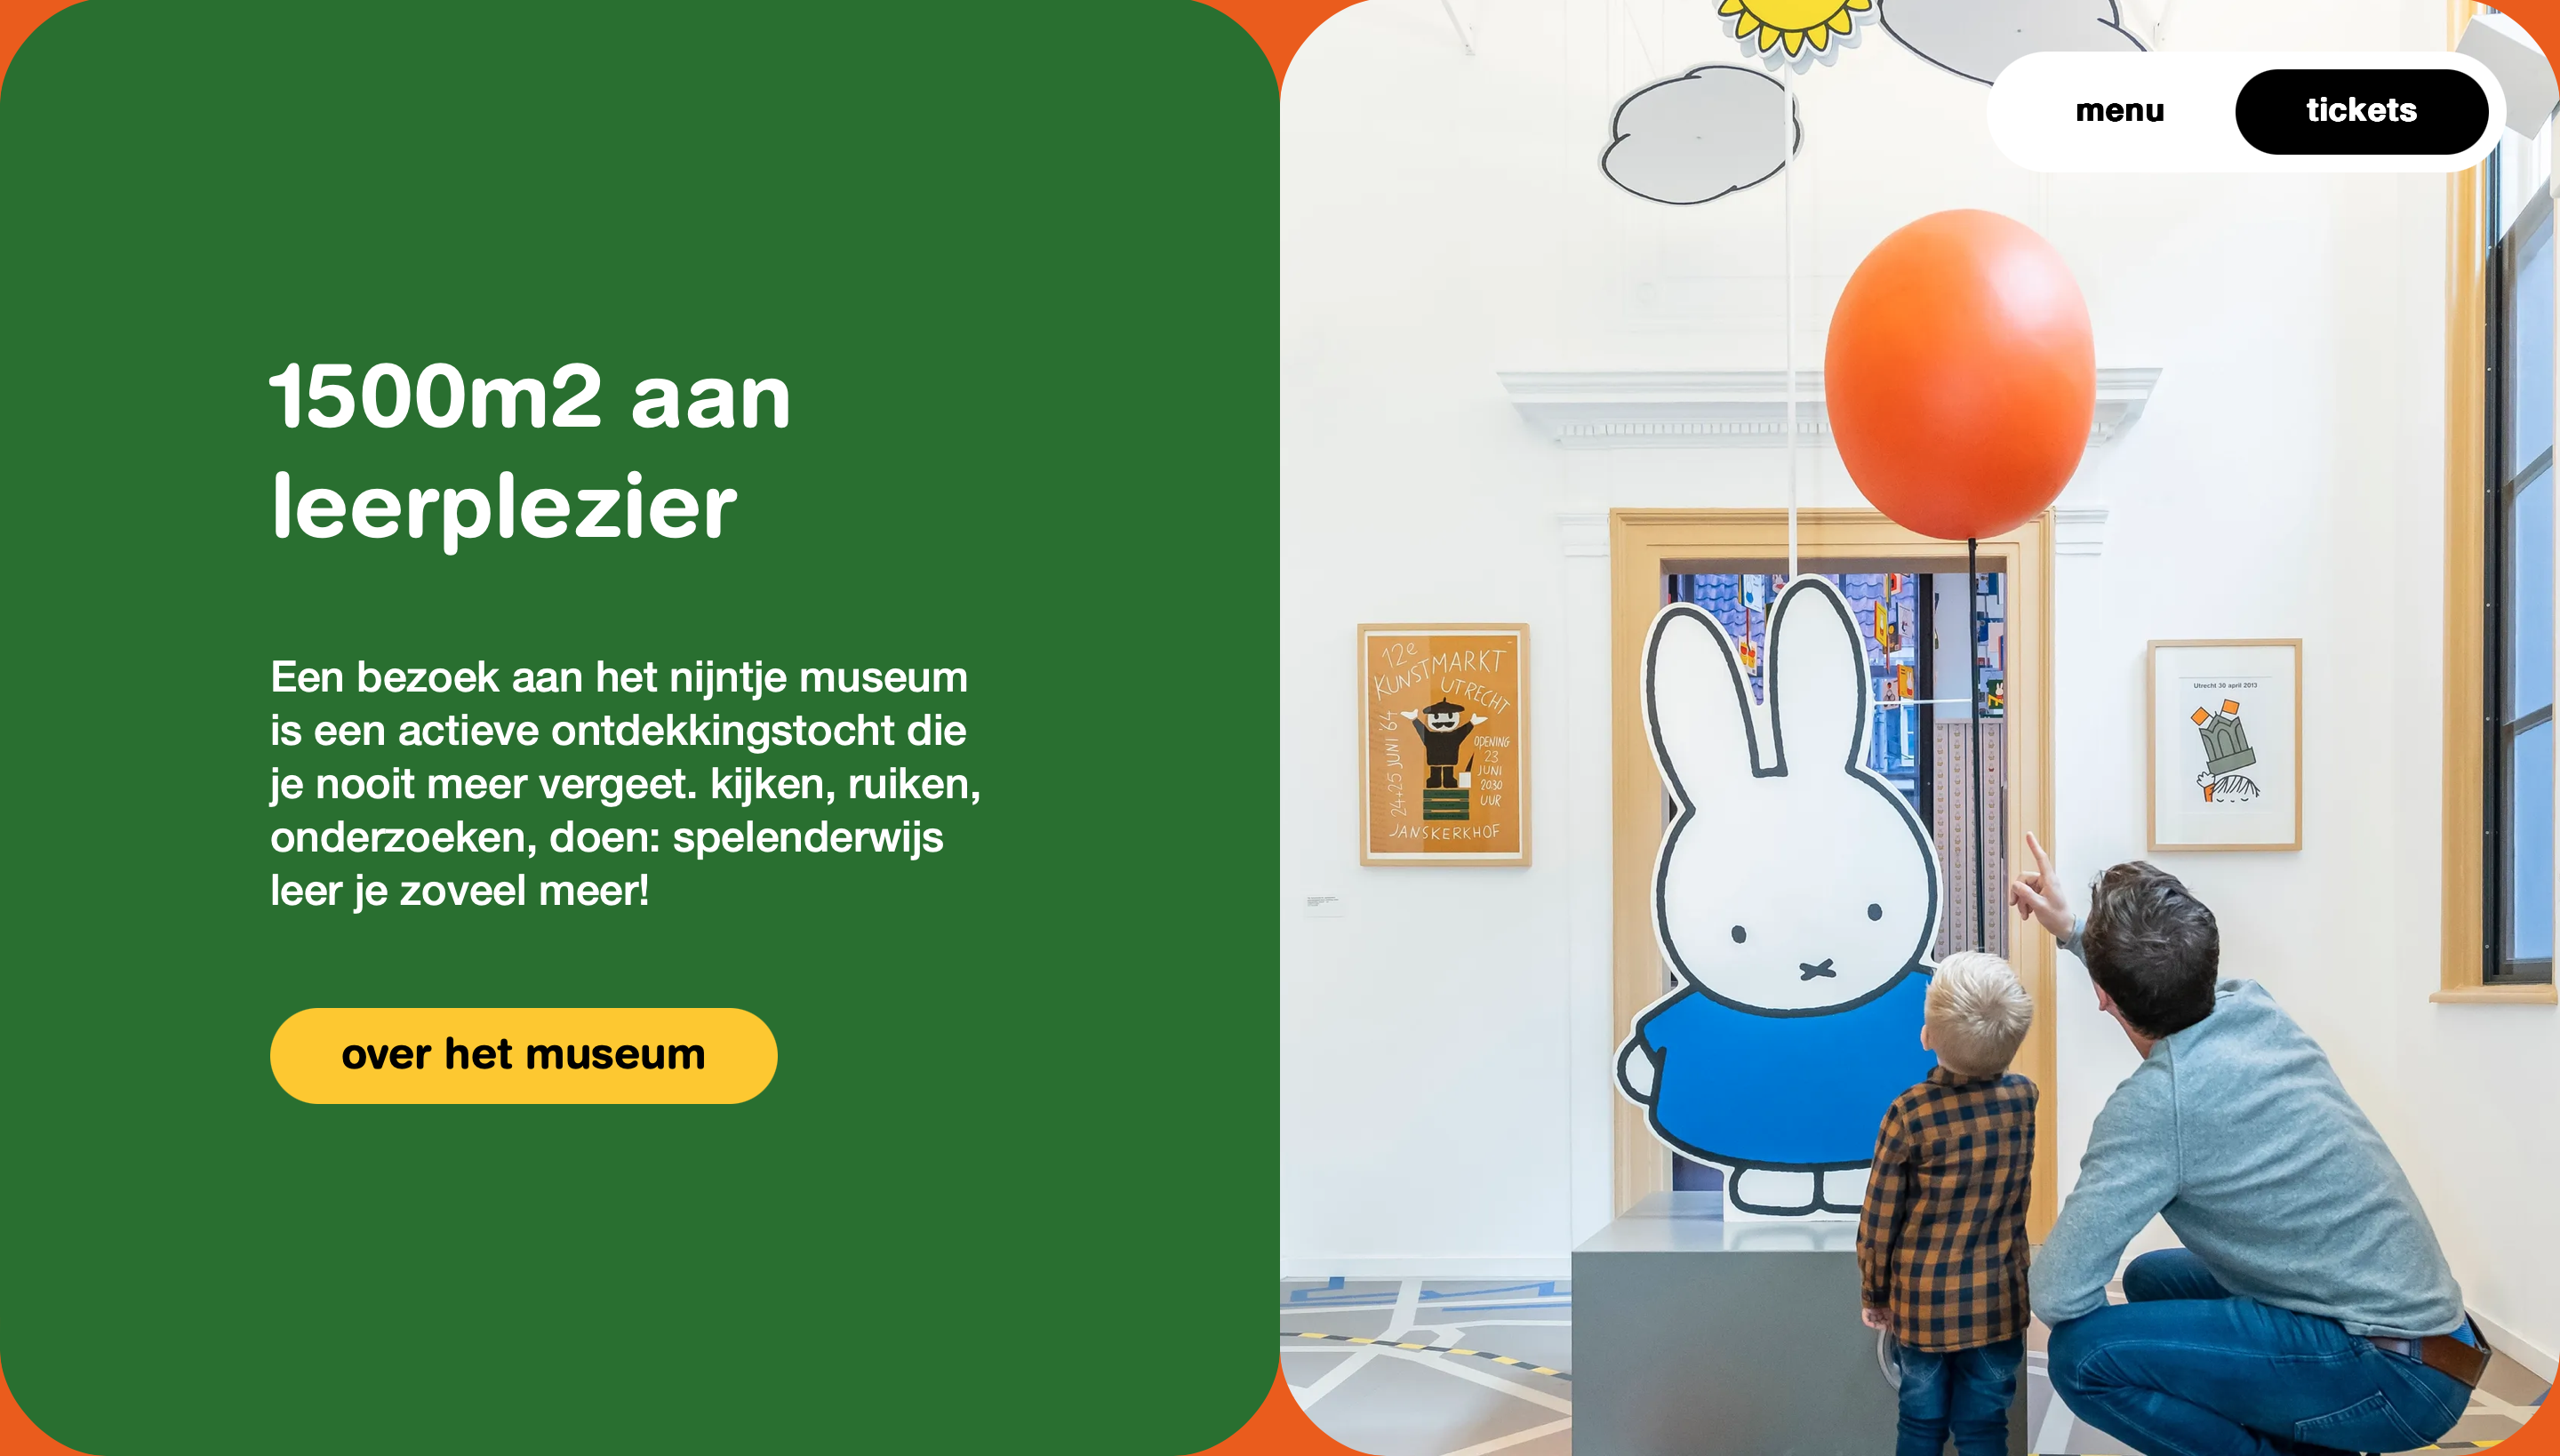 1500m2 aan
leerplezier
Een bezoek aan het nijntje museum
is een actieve ontdekkingstocht die
je nooit meer vergeet. kijken, ruiken,
onderzoeken, doen: spelenderwijs
leer je zoveel meer!
over het museum
menu
tickets
12e
KUNSTMARKT
UTRECHT
24+25 JUNI '64
OPENING
23
JUNI
2030
UUR
JANSKERKHOF
Utrecht 30 april 2013